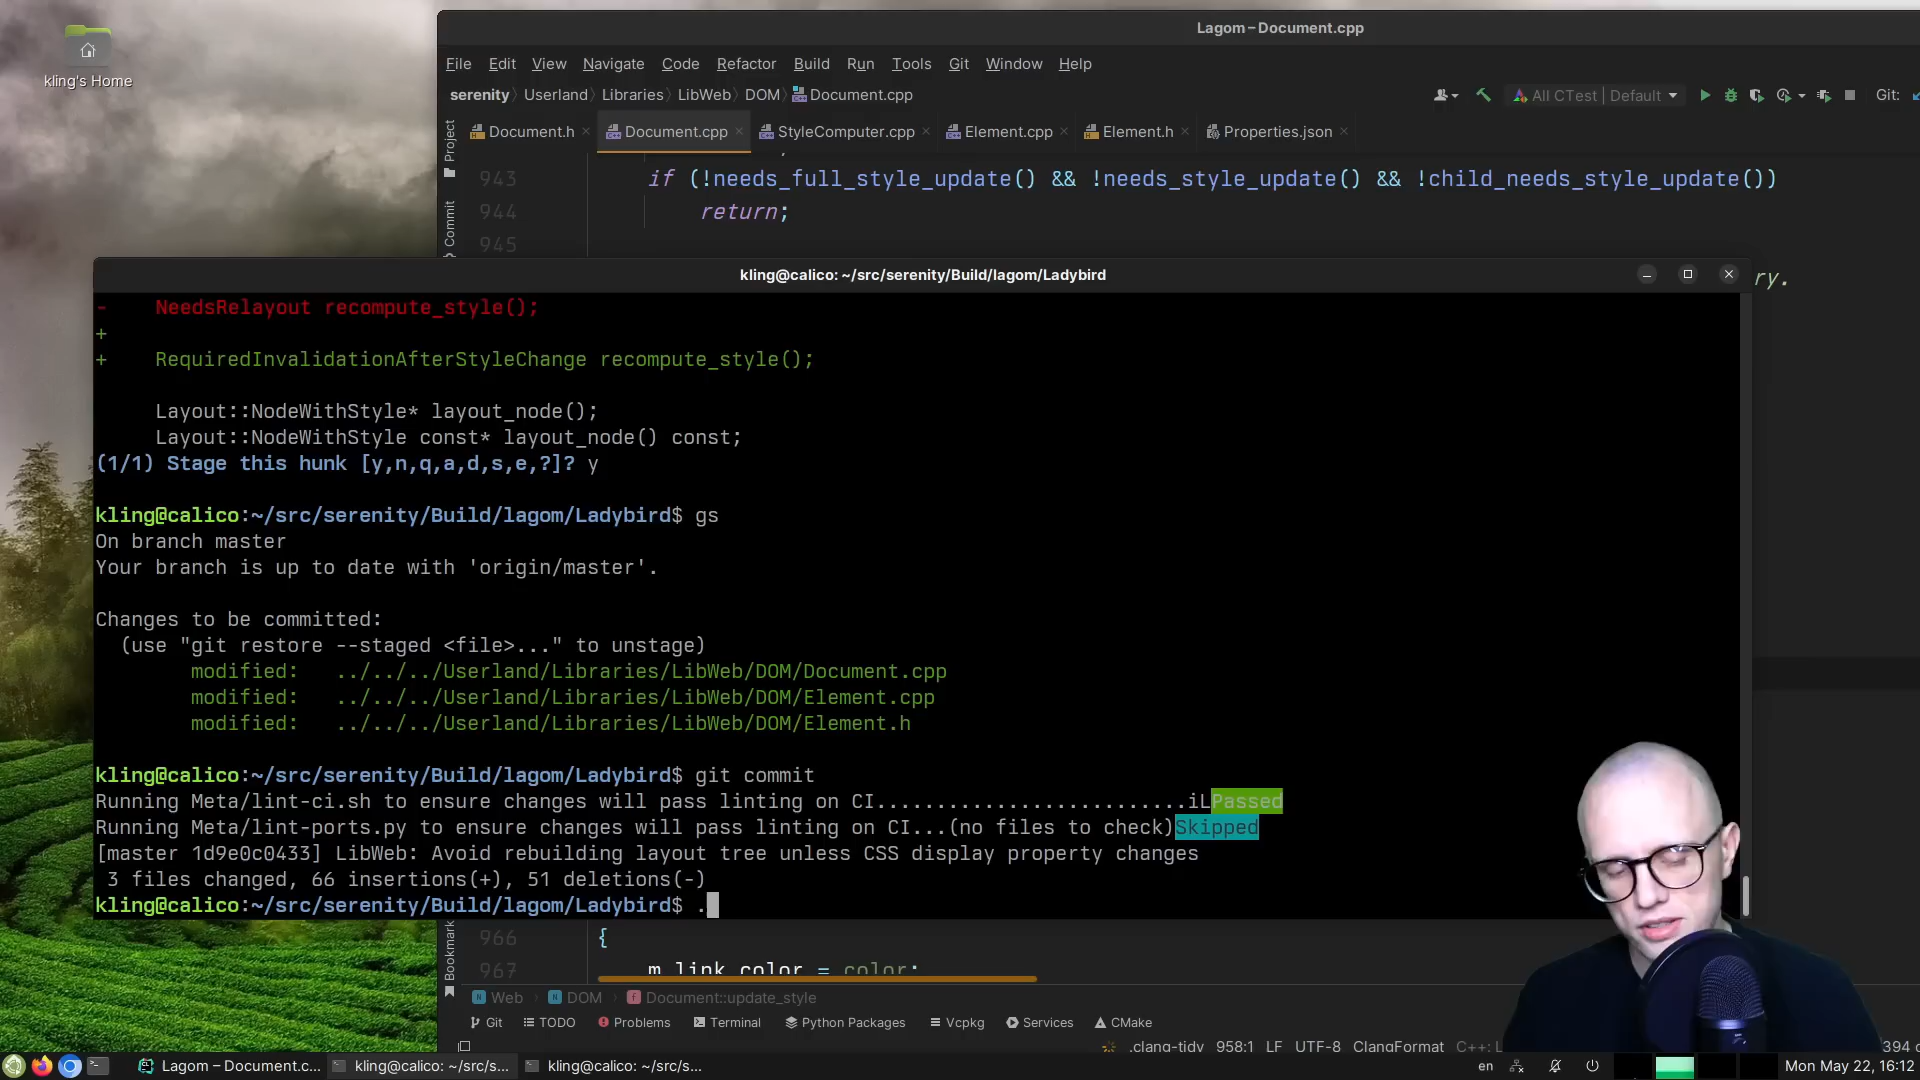 Lagom – Document.cpp
kling's Home
File Edit View Navigate Code Refactor Build Run Tools Git Window Help
serenity Userland Libraries LibWeb DOM Document.cpp
All CTest | Default
Git:
Document.h Document.cpp StyleComputer.cpp Element.cpp Element.h Properties.json
Project
Commit
943 if (!needs_full_style_update() && !needs_style_update() && !child_needs_style_update())
944 return;
945
ry.
kling@calico: ~/src/serenity/Build/lagom/Ladybird
- NeedsRelayout recompute_style();
+
+ RequiredInvalidationAfterStyleChange recompute_style();
Layout::NodeWithStyle* layout_node();
Layout::NodeWithStyle const* layout_node() const;
(1/1) Stage this hunk [y,n,q,a,d,s,e,?]? y
kling@calico:~/src/serenity/Build/lagom/Ladybird$ gs
On branch master
Your branch is up to date with 'origin/master'.
Changes to be committed:
(use "git restore --staged <file>..." to unstage)
modified: ../../../Userland/Libraries/LibWeb/DOM/Document.cpp
modified: ../../../Userland/Libraries/LibWeb/DOM/Element.cpp
modified: ../../../Userland/Libraries/LibWeb/DOM/Element.h
kling@calico:~/src/serenity/Build/lagom/Ladybird$ git commit
Running Meta/lint-ci.sh to ensure changes will pass linting on CI..........................iLPassed
Running Meta/lint-ports.py to ensure changes will pass linting on CI...(no files to check)Skipped
[master 1d9e0c0433] LibWeb: Avoid rebuilding layout tree unless CSS display property changes
3 files changed, 66 insertions(+), 51 deletions(-)
kling@calico:~/src/serenity/Build/lagom/Ladybird$ .
Bookmark
966 {
967 m_link_color = color;
Web DOM Document::update_style
Git TODO Problems Terminal Python Packages Vcpkg Services CMake
.clang-tidy 958:1 LF UTF-8 ClangFormat C++: L 394
Lagom – Document.c... kling@calico: ~/src/s... kling@calico: ~/src/s...
en
Mon May 22, 16:12